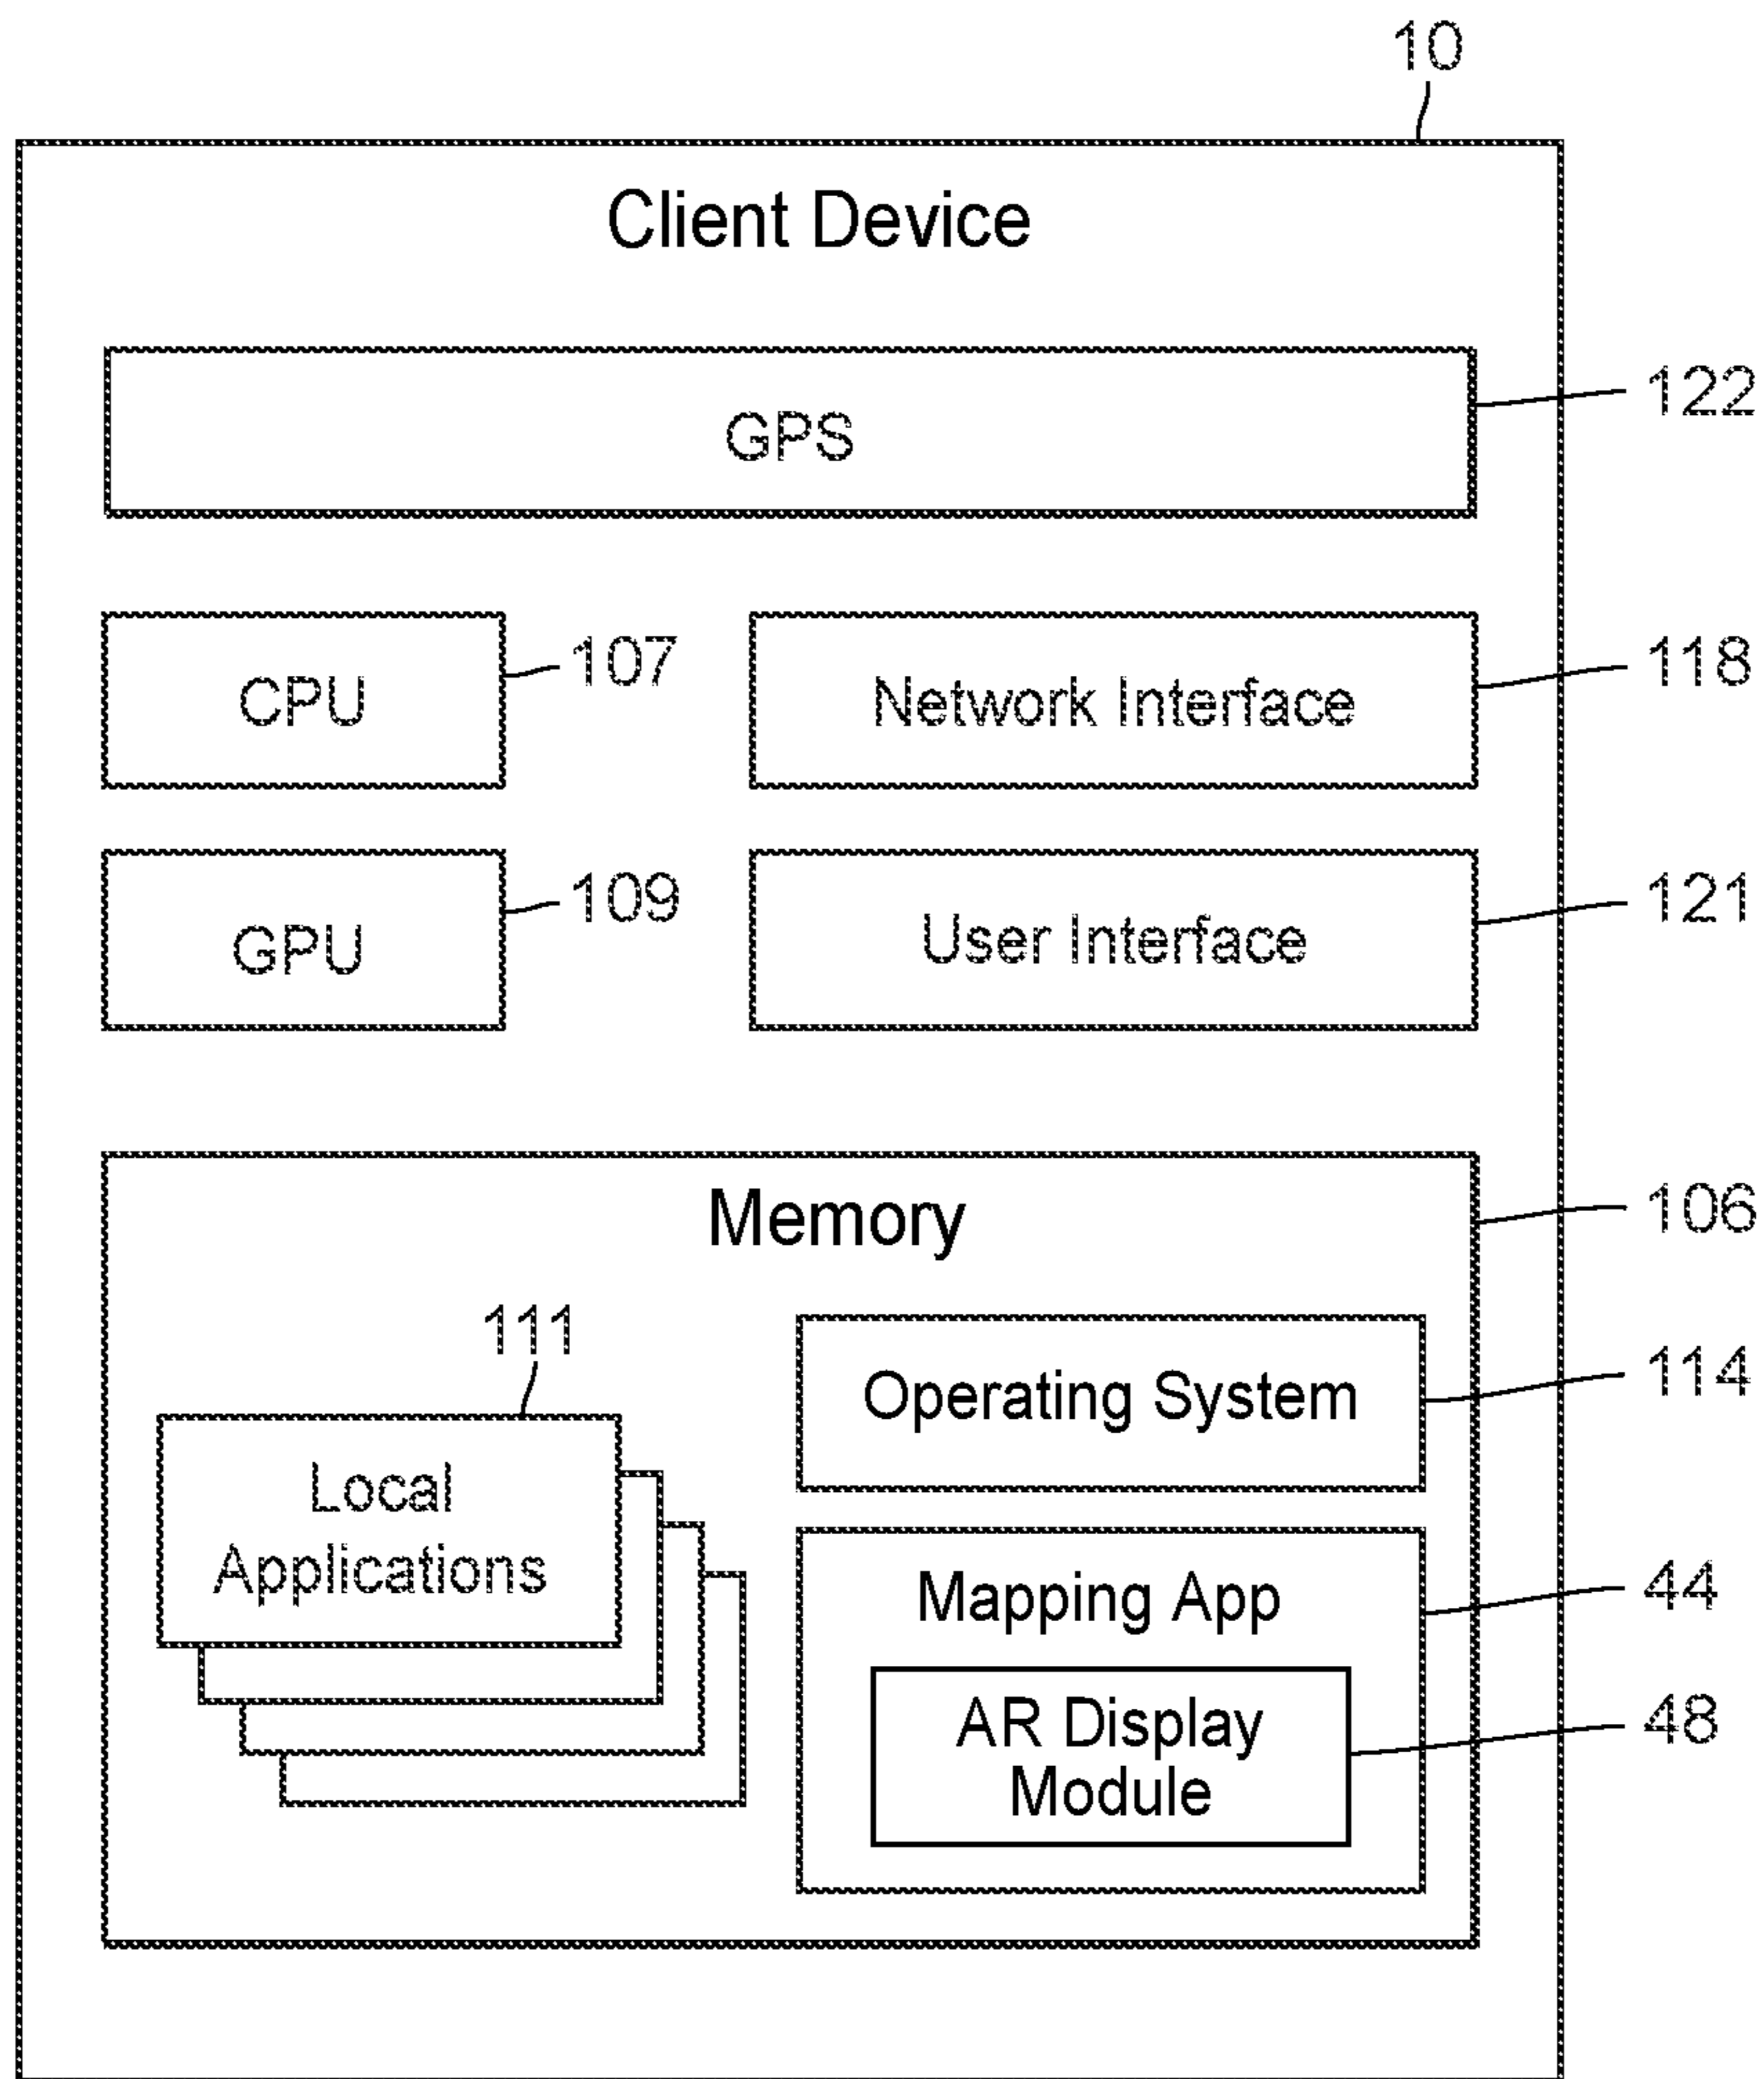 10
Client Device
GPS
122
CPU
107
Network Interface
118
GPU
109
User Interface
121
Memory
106
111
Operating System
114
Local
Applications
Mapping App
44
AR Display
Module
48